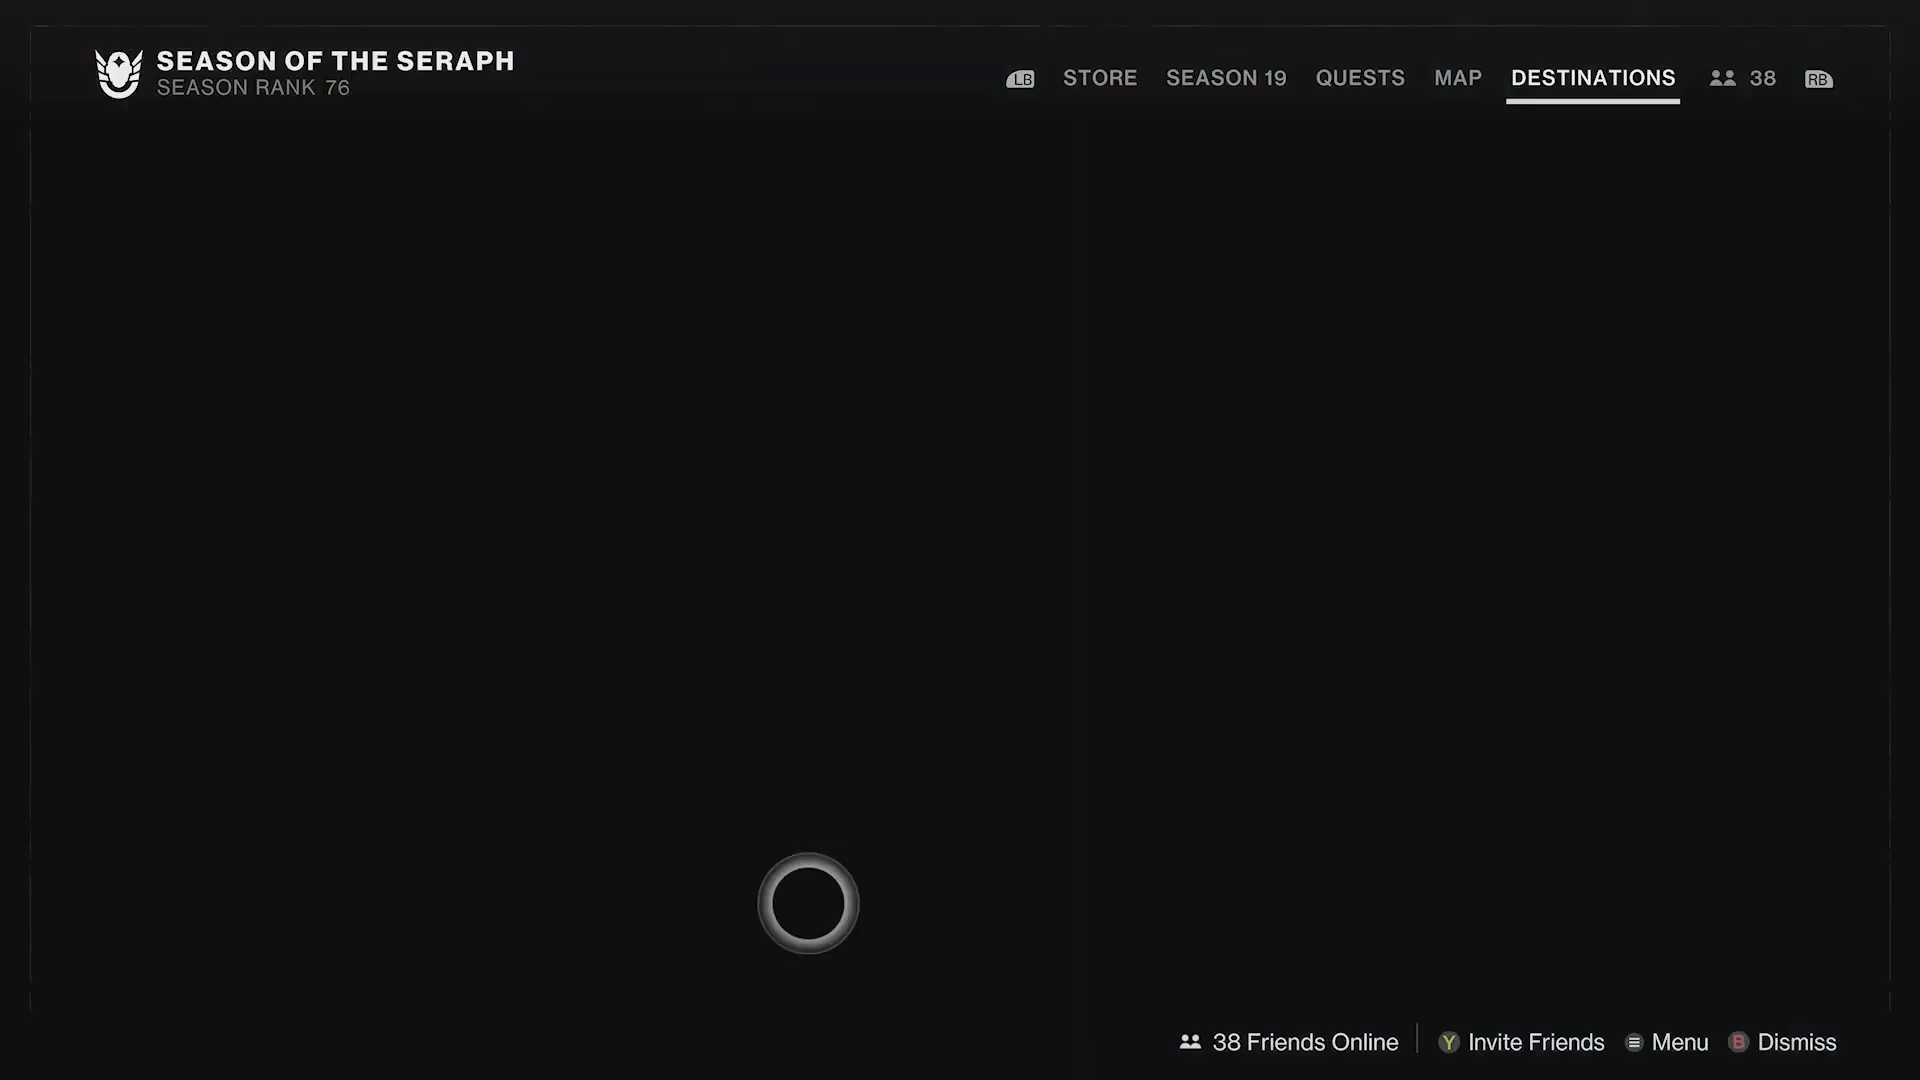 SEASON OF THE SERAPH
SEASON RANK 76
LB STORE SEASON 19 QUESTS MAP DESTINATIONS 38 RB
38 Friends Online Y Invite Friends Menu B Dismiss